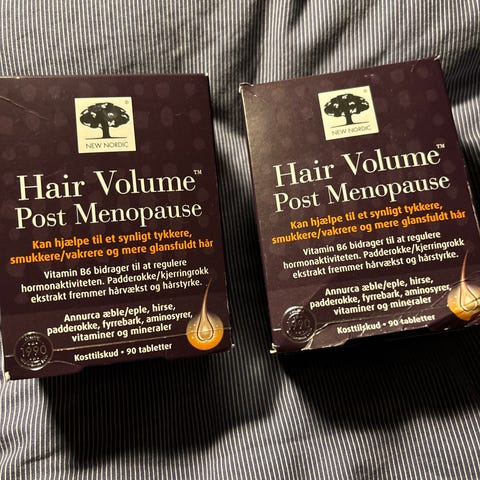 NEW NORDIC
Hair Volume™
Post Menopause
Kan hjælpe til et synligt tykkere,
smukkere/vakrere og mere glansfuldt hår
Vitamin B6 bidrager til at regulere
hormonaktiviteten. Padderokke/kjerringrokk
ekstrakt fremmer hårvækst og hårstyrke.
Annurca æble/eple, hirse,
padderokke, fyrrebark, aminosyrer,
vitaminer og mineraler
Kosttilskud • 90 tabletter
1990
NEW NORDIC
Hair Volume™
Post Menopause
Kan hjælpe til et synligt tykkere,
smukkere/vakrere og mere glansfuldt hår
Vitamin B6 bidrager til at regulere
hormonaktiviteten. Padderokke/kjerringrokk
ekstrakt fremmer hårvækst og hårstyrke.
Annurca æble/eple, hirse,
padderokke, fyrrebark, aminosyrer,
vitaminer og mineraler
Kosttilskud • 90 tabletter